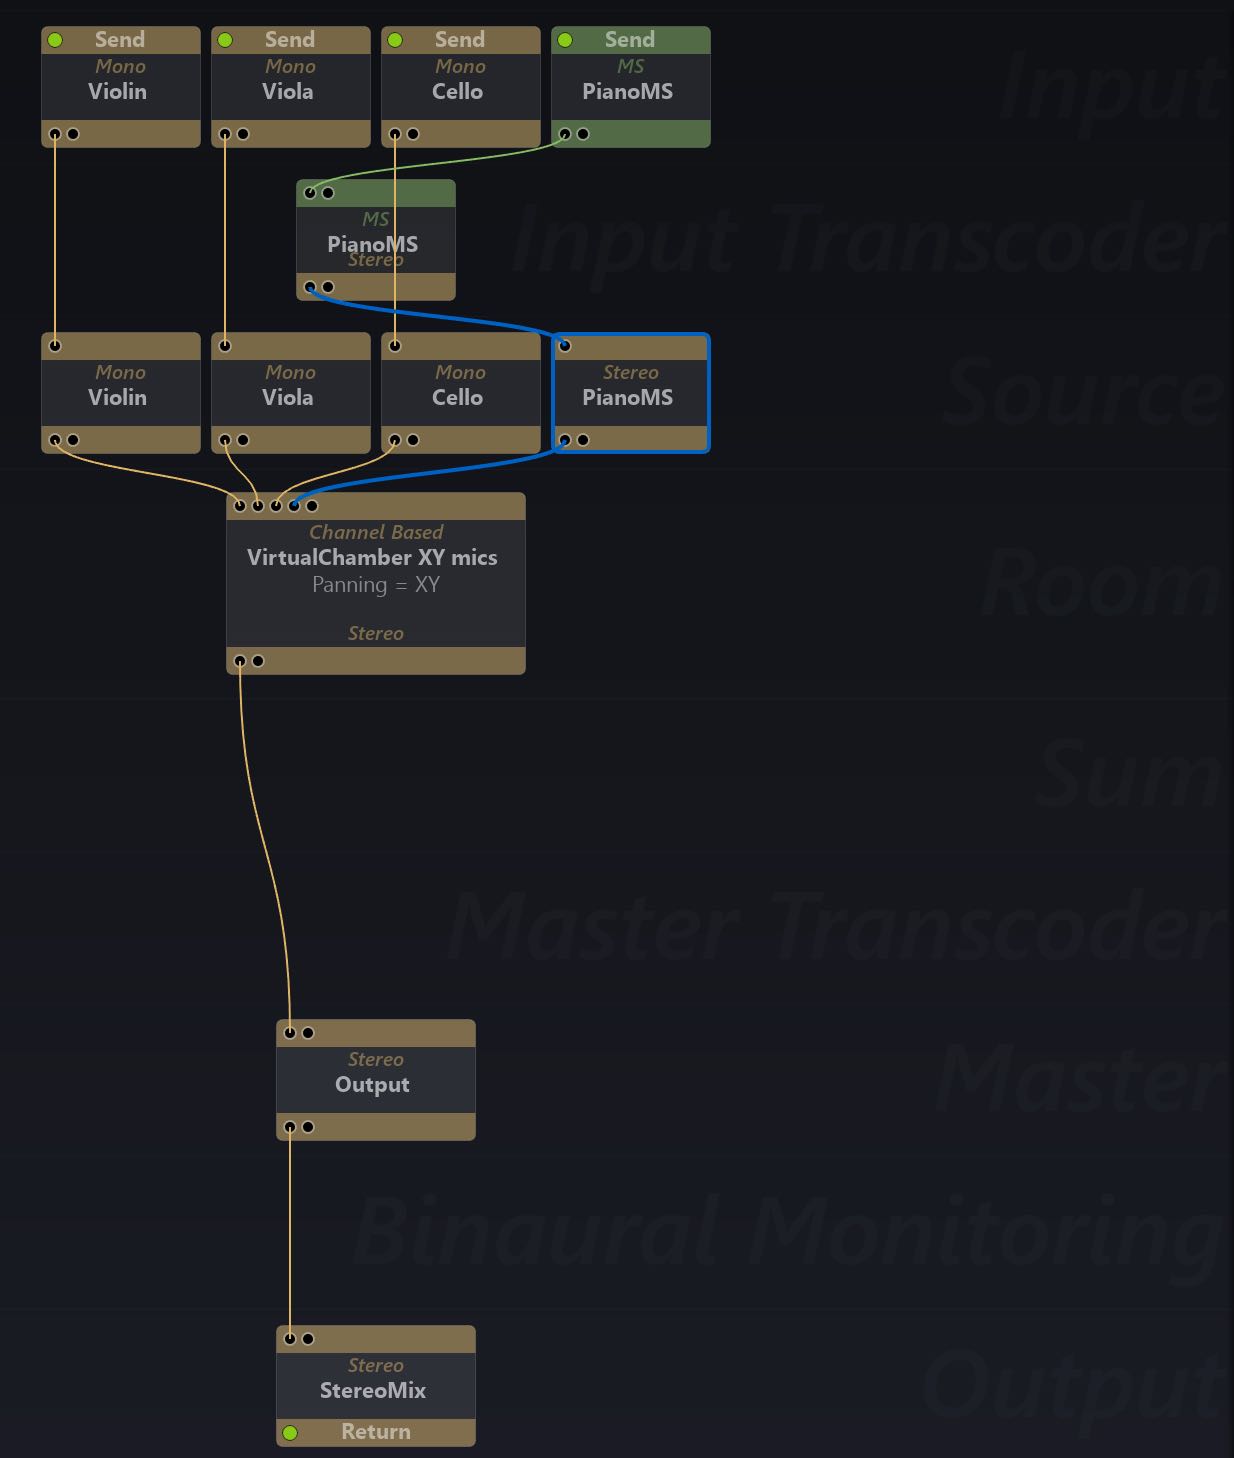 Send Send Send Send
Mono Mono Mono MS
Violin Viola Cello PianoMS
Input
MS
PianoMS
Stereo
Input Transcoder
Mono Mono Mono Stereo
Violin Viola Cello PianoMS
Source
Channel Based
VirtualChamber XY mics
Panning = XY
Stereo
Room
Sum
Master Transcoder
Stereo
Output
Master
Binaural Monitoring
Stereo
StereoMix
Return
Output